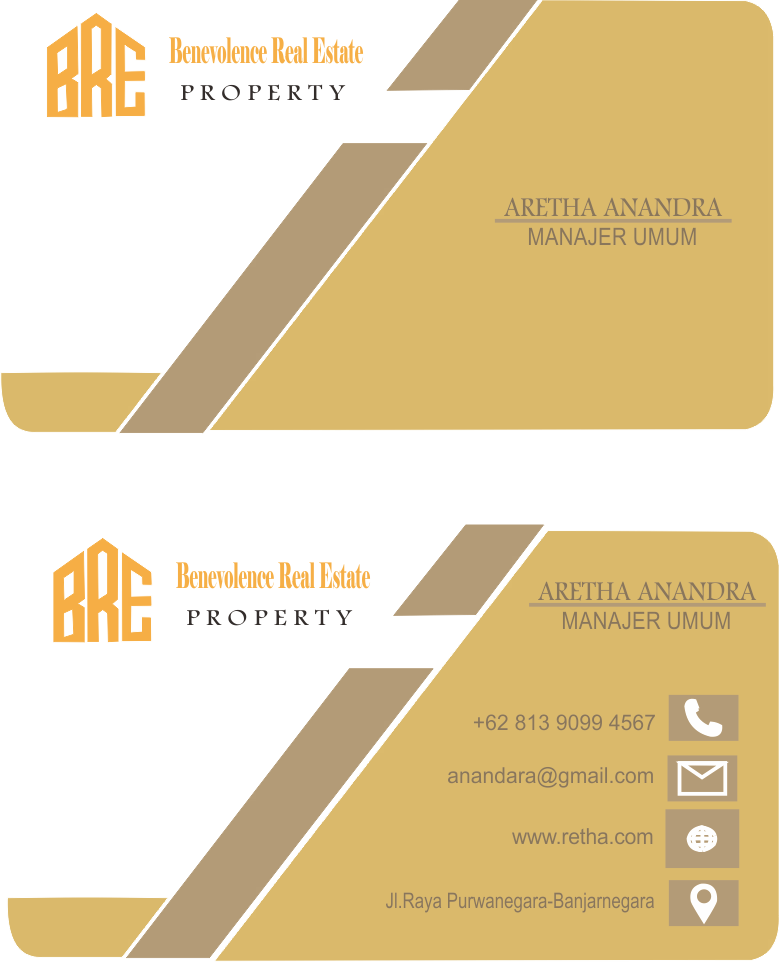 BRE
Benevolence Real Estate
PROPERTY
ARETHA ANANDRA
MANAJER UMUM
BRE
Benevolence Real Estate
PROPERTY
ARETHA ANANDRA
MANAJER UMUM
+62 813 9099 4567
anandara@gmail.com
www.retha.com
Jl.Raya Purwanegara-Banjarnegara